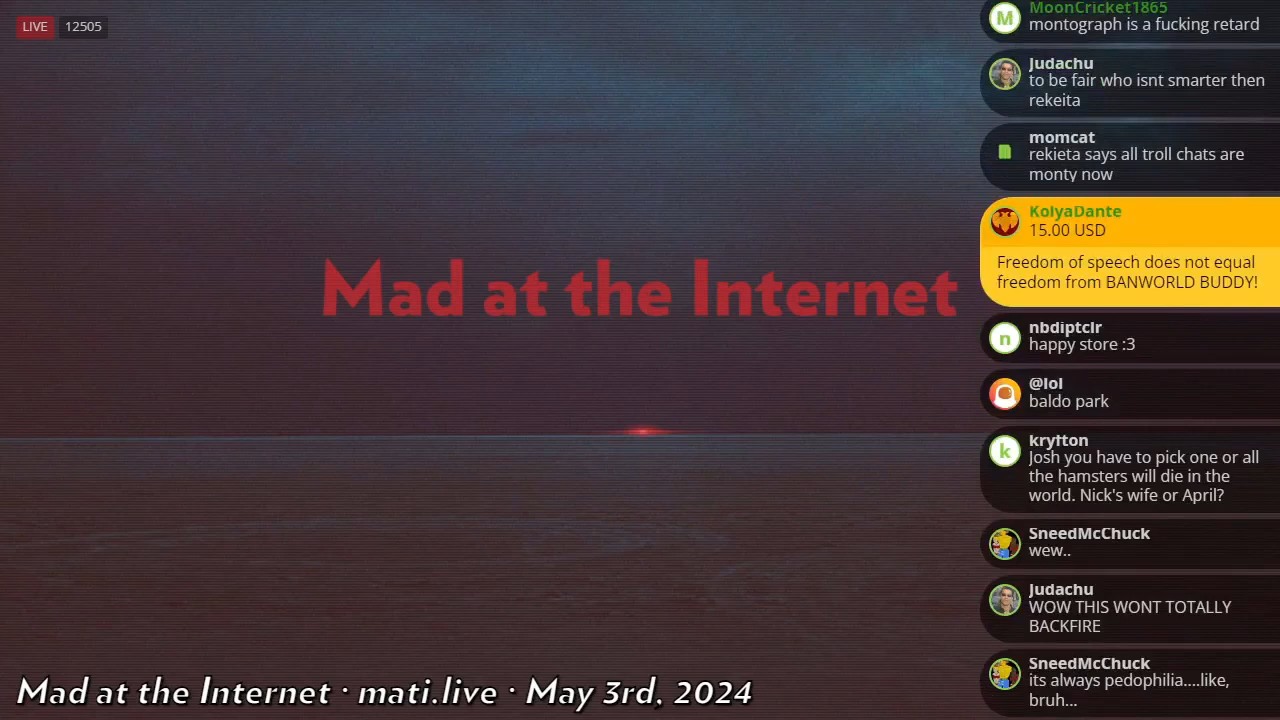 LIVE 12505
Mad at the Internet
Mad at the Internet · mati.live · May 3rd, 2024
MoonCricket1865
montograph is a fucking retard
Judachu
to be fair who isnt smarter then
rekeita
momcat
rekieta says all troll chats are
monty now
KolyaDante
15.00 USD
Freedom of speech does not equal
freedom from BANWORLD BUDDY!
n
nbdiptclr
happy store :3
@lol
baldo park
k
kryfton
Josh you have to pick one or all
the hamsters will die in the
world. Nick's wife or April?
SneedMcChuck
wew..
Judachu
WOW THIS WONT TOTALLY
BACKFIRE
SneedMcChuck
its always pedophilia....like,
bruh...